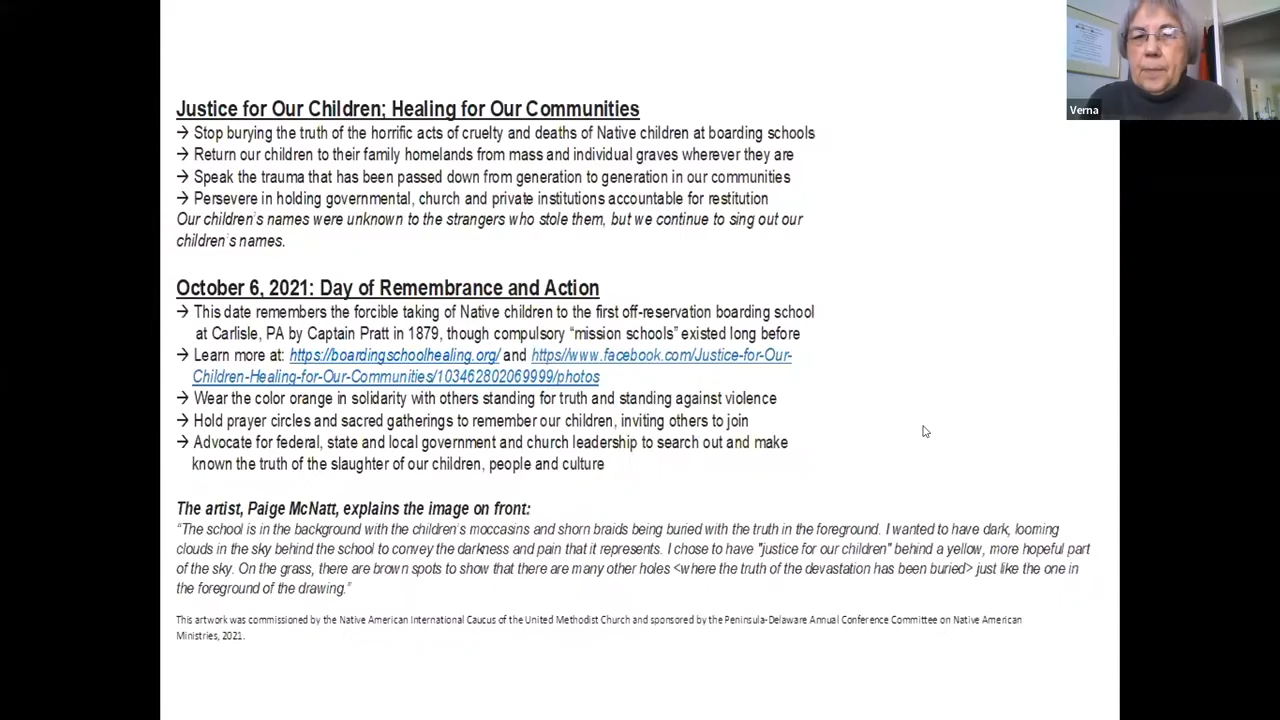 Justice for Our Children; Healing for Our Communities
→ Stop burying the truth of the horrific acts of cruelty and deaths of Native children at boarding schools
→ Return our children to their family homelands from mass and individual graves wherever they are
→ Speak the trauma that has been passed down from generation to generation in our communities
→ Persevere in holding governmental, church and private institutions accountable for restitution
Our children's names were unknown to the strangers who stole them, but we continue to sing out our
children's names.
October 6, 2021: Day of Remembrance and Action
→ This date remembers the forcible taking of Native children to the first off-reservation boarding school
at Carlisle, PA by Captain Pratt in 1879, though compulsory “mission schools” existed long before
→ Learn more at: https://boardingschoolhealing.org/ and https//www.facebook.com/Justice-for-Our-
Children-Healing-for-Our-Communities/103462802069999/photos
→ Wear the color orange in solidarity with others standing for truth and standing against violence
→ Hold prayer circles and sacred gatherings to remember our children, inviting others to join
→ Advocate for federal, state and local government and church leadership to search out and make
known the truth of the slaughter of our children, people and culture
The artist, Paige McNatt, explains the image on front:
“The school is in the background with the children's moccasins and shorn braids being buried with the truth in the foreground. I wanted to have dark, looming
clouds in the sky behind the school to convey the darkness and pain that it represents. I chose to have "justice for our children" behind a yellow, more hopeful part
of the sky. On the grass, there are brown spots to show that there are many other holes <where the truth of the devastation has been buried> just like the one in
the foreground of the drawing.”
This artwork was commissioned by the Native American International Caucus of the United Methodist Church and sponsored by the Peninsula-Delaware Annual Conference Committee on Native American
Ministries, 2021.
Verna